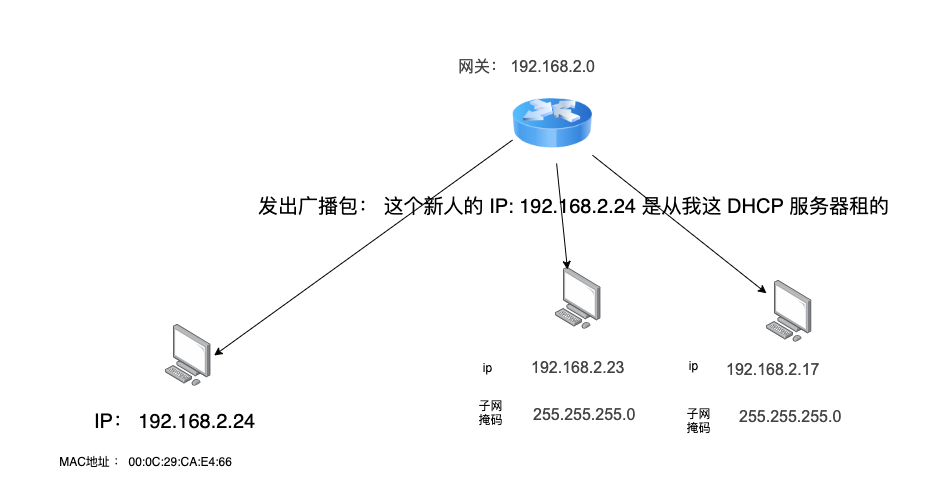 网关： 192.168.2.0
发出广播包： 这个新人的 IP: 192.168.2.24 是从我这 DHCP 服务器租的
ip 192.168.2.23
ip 192.168.2.17
子网
掩码 255.255.255.0
子网
掩码 255.255.255.0
IP： 192.168.2.24
MAC地址： 00:0C:29:CA:E4:66